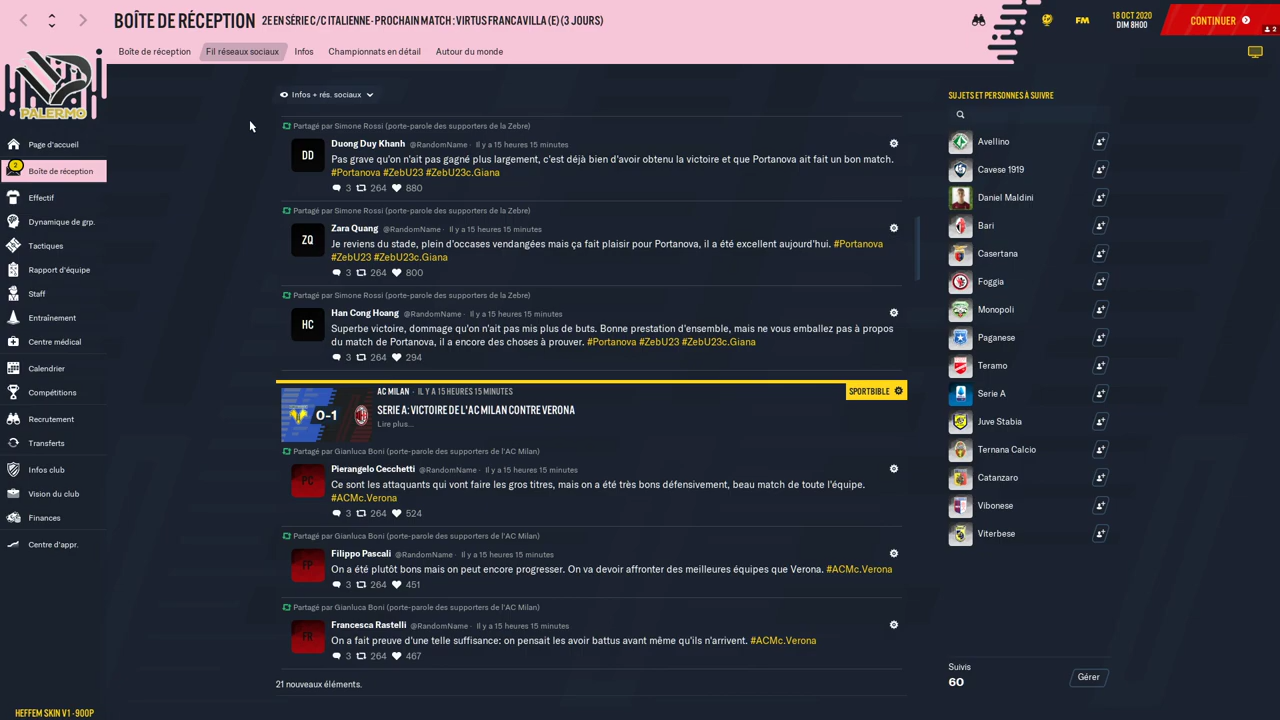 BOÎTE DE RÉCEPTION
2E EN SÉRIE C/C ITALIENNE - PROCHAIN MATCH : VIRTUS FRANCAVILLA (E) (3 JOURS)
FM
18 OCT 2020
DIM 8H00
CONTINUER
2
Boîte de réception
Fil réseaux sociaux
Infos
Championnats en détail
Autour du monde
PALERMO
Page d'accueil
2
Boîte de réception
Effectif
Dynamique de grp.
Tactiques
Rapport d'équipe
Staff
Entraînement
Centre médical
Calendrier
Compétitions
Recrutement
Transferts
Infos club
Vision du club
Finances
Centre d'appr.
HEFFEM SKIN V1 - 900P
Infos + rés. sociaux
Partagé par Simone Rossi (porte-parole des supporters de la Zebre)
DD
Duong Duy Khanh @RandomName · Il y a 15 heures 15 minutes
Pas grave qu'on n'ait pas gagné plus largement, c'est déjà bien d'avoir obtenu la victoire et que Portanova ait fait un bon match.
#Portanova #ZebU23 #ZebU23c.Giana
3 264 880
Partagé par Simone Rossi (porte-parole des supporters de la Zebre)
ZQ
Zara Quang @RandomName · Il y a 15 heures 15 minutes
Je reviens du stade, plein d'occases vendangées mais ça fait plaisir pour Portanova, il a été excellent aujourd'hui. #Portanova
#ZebU23 #ZebU23c.Giana
3 264 800
Partagé par Simone Rossi (porte-parole des supporters de la Zebre)
HC
Han Cong Hoang @RandomName · Il y a 15 heures 15 minutes
Superbe victoire, dommage qu'on n'ait pas mis plus de buts. Bonne prestation d'ensemble, mais ne vous emballez pas à propos
du match de Portanova, il a encore des choses à prouver. #Portanova #ZebU23 #ZebU23c.Giana
3 264 294
0-1
AC MILAN · IL Y A 15 HEURES 15 MINUTES
SPORTBIBLE
SERIE A: VICTOIRE DE L'AC MILAN CONTRE VERONA
Lire plus...
Partagé par Gianluca Boni (porte-parole des supporters de l'AC Milan)
PC
Pierangelo Cecchetti @RandomName · Il y a 15 heures 15 minutes
Ce sont les attaquants qui vont faire les gros titres, mais on a été très bons défensivement, beau match de toute l'équipe.
#ACMc.Verona
3 264 524
Partagé par Gianluca Boni (porte-parole des supporters de l'AC Milan)
FP
Filippo Pascali @RandomName · Il y a 15 heures 15 minutes
On a été plutôt bons mais on peut encore progresser. On va devoir affronter des meilleures équipes que Verona. #ACMc.Verona
3 264 451
Partagé par Gianluca Boni (porte-parole des supporters de l'AC Milan)
FR
Francesca Rastelli @RandomName · Il y a 15 heures 15 minutes
On a fait preuve d'une telle suffisance: on pensait les avoir battus avant même qu'ils n'arrivent. #ACMc.Verona
3 264 467
21 nouveaux éléments.
SUJETS ET PERSONNES À SUIVRE
Avellino
Cavese 1919
Daniel Maldini
Bari
Casertana
Foggia
Monopoli
Paganese
Teramo
Serie A
Juve Stabia
Ternana Calcio
Catanzaro
Vibonese
Viterbese
Suivis
60
Gérer